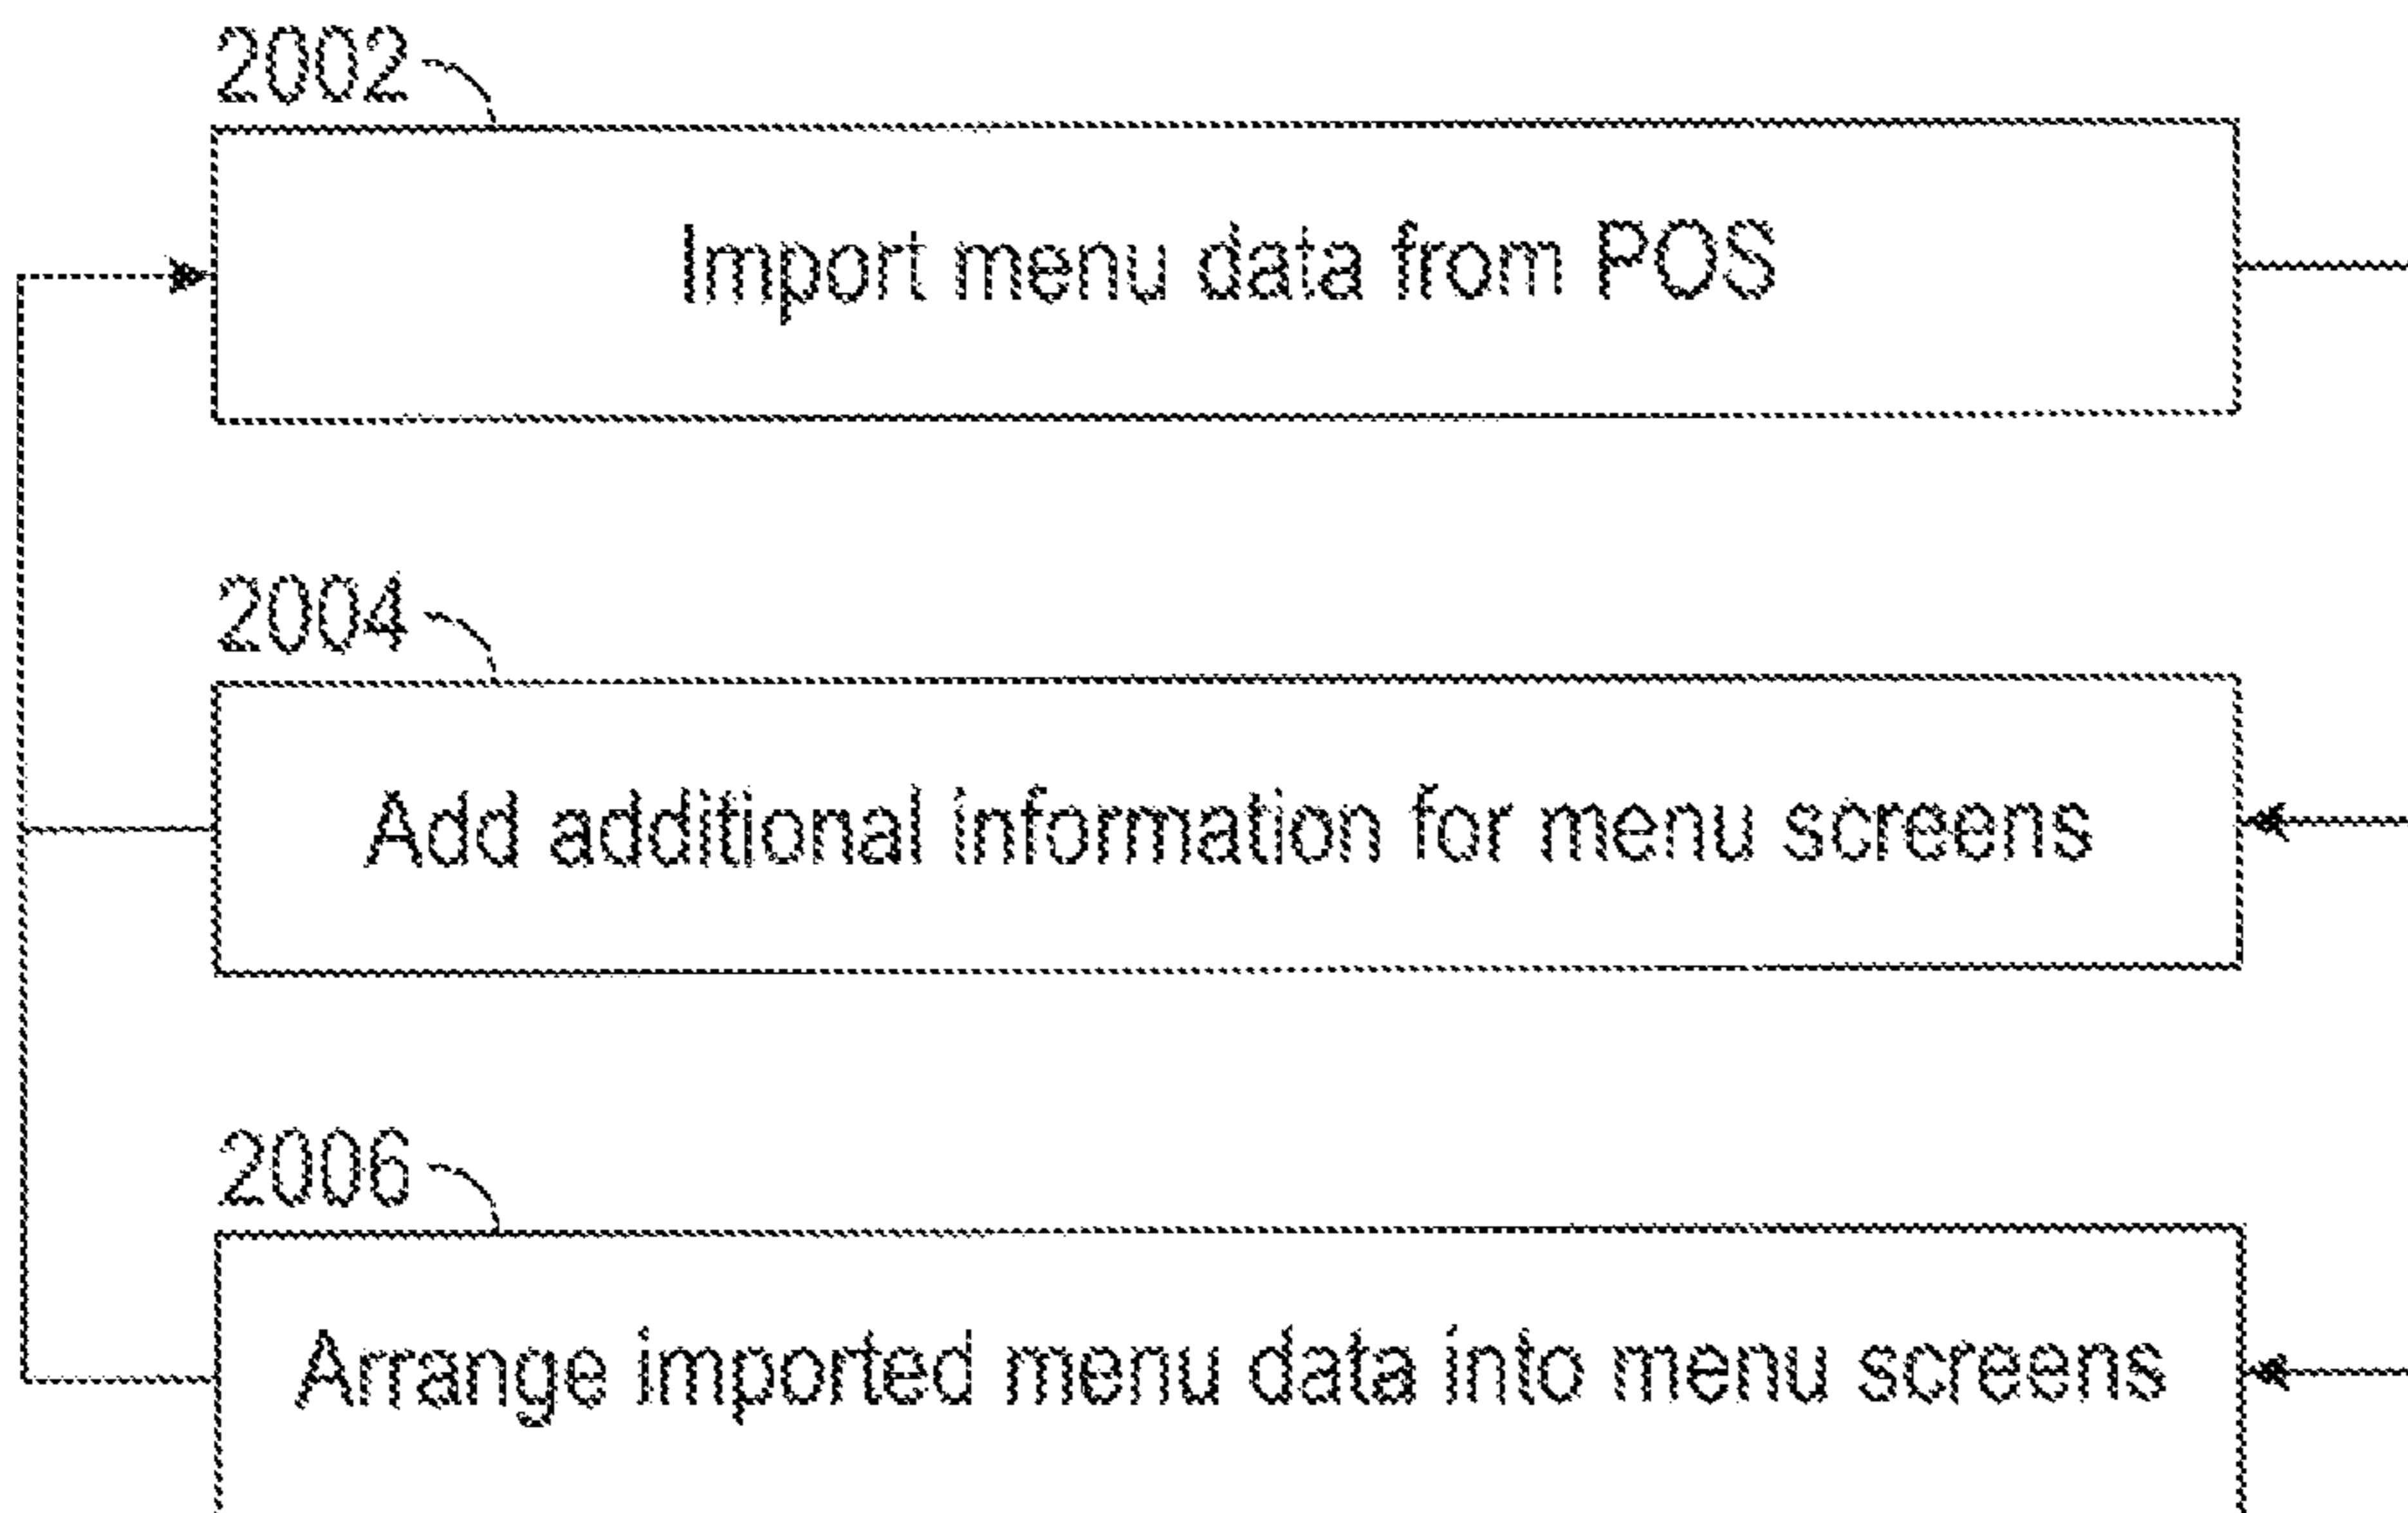 2002
Import menu data from POS
2004
Add additional information for menu screens
2006
Arrange imported menu data into menu screens